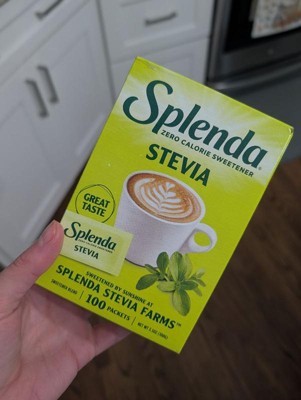 Splenda
ZERO CALORIE SWEETENER
STEVIA
GREAT
TASTE
Splenda
STEVIA
SWEETENED BY SUNSHINE AT
SPLENDA STEVIA FARMS™
100 PACKETS